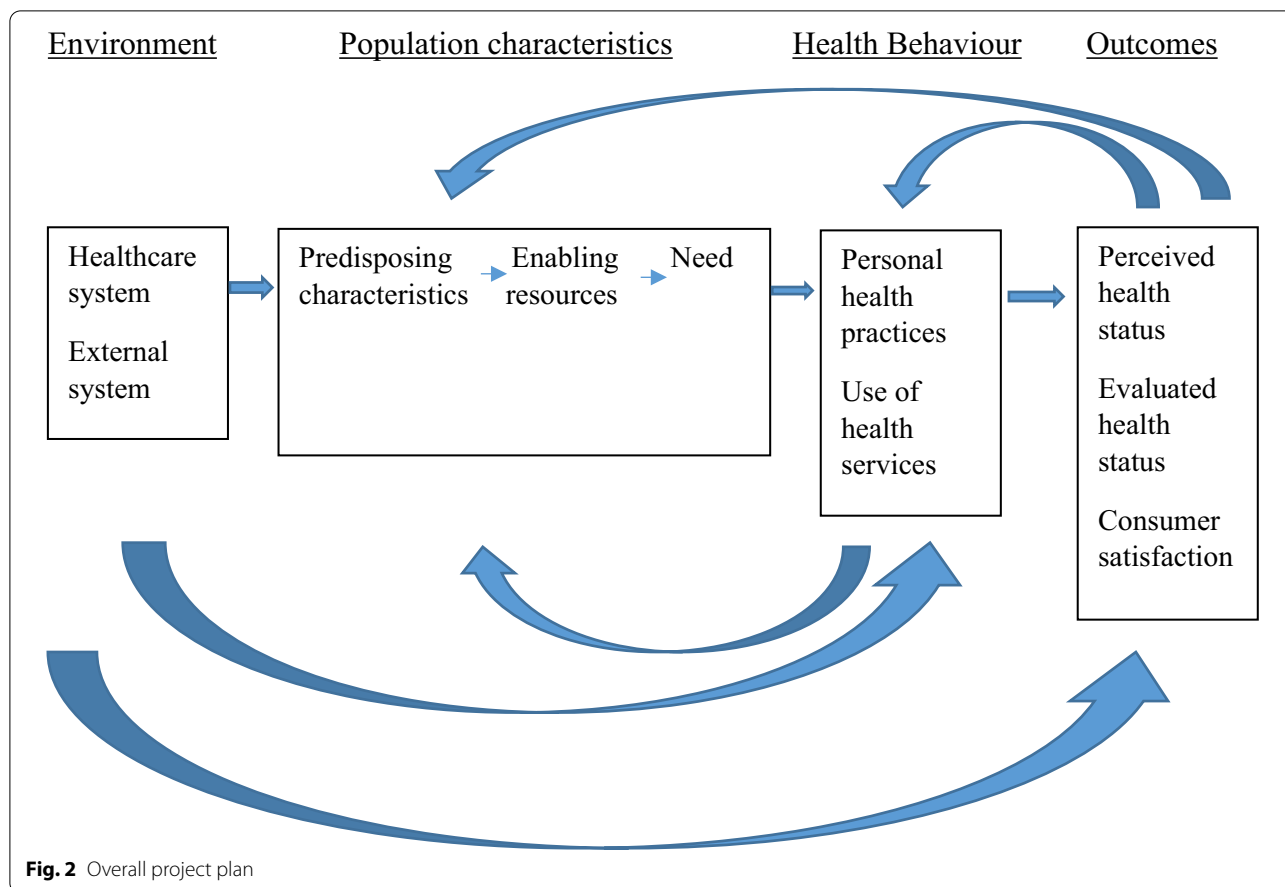 Environment
Population characteristics
Health Behaviour
Outcomes
Healthcare
system
External
system
Predisposing
characteristics
Enabling
resources
Need
Personal
health
practices
Use of
health
services
Perceived
health
status
Evaluated
health
status
Consumer
satisfaction
Fig. 2 Overall project plan